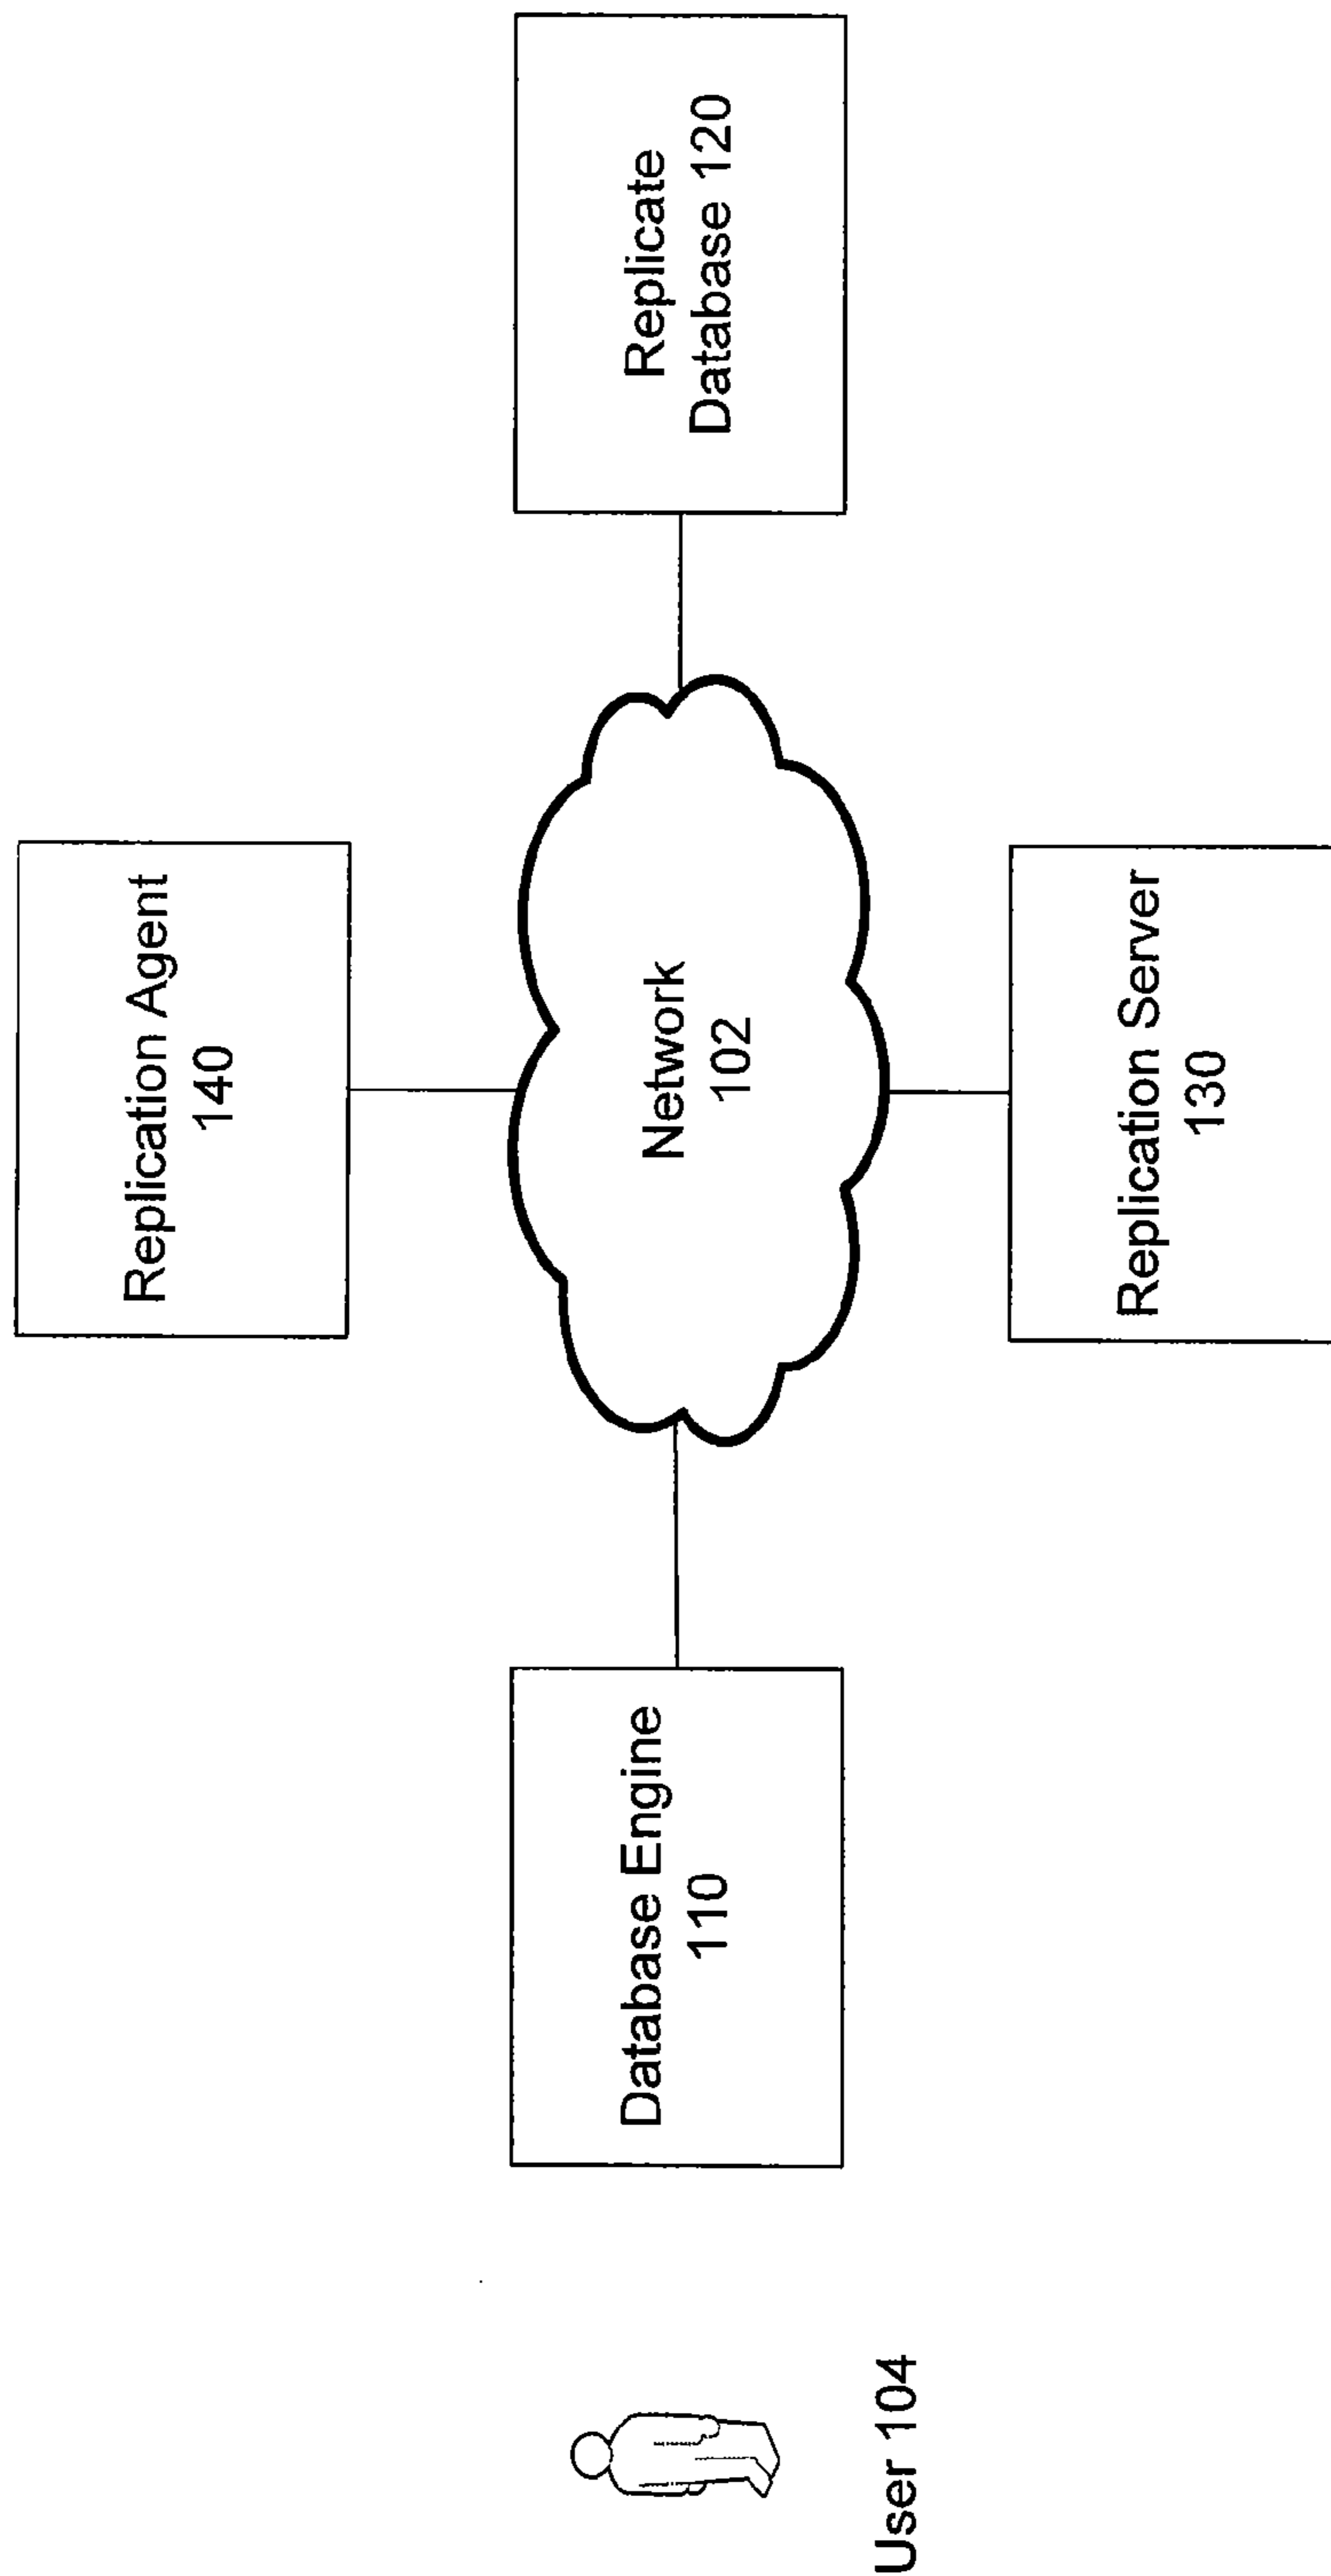 Replication Agent
140
User 104
Database Engine
110
Network
102
Replicate
Database 120
Replication Server
130